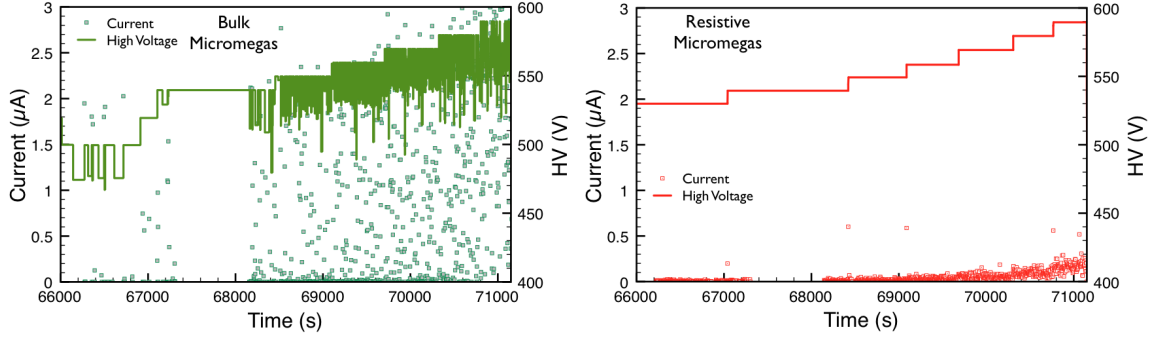 3
2.5
2
1.5
1
0.5
0
Current (μA)
Current
High Voltage
Bulk
Micromegas
600
550
500
450
400
HV (V)
66000 67000 68000 69000 70000 71000
Time (s)
3
2.5
2
1.5
1
0.5
0
Current (μA)
Resistive
Micromegas
Current
High Voltage
600
550
500
450
400
HV (V)
66000 67000 68000 69000 70000 71000
Time (s)